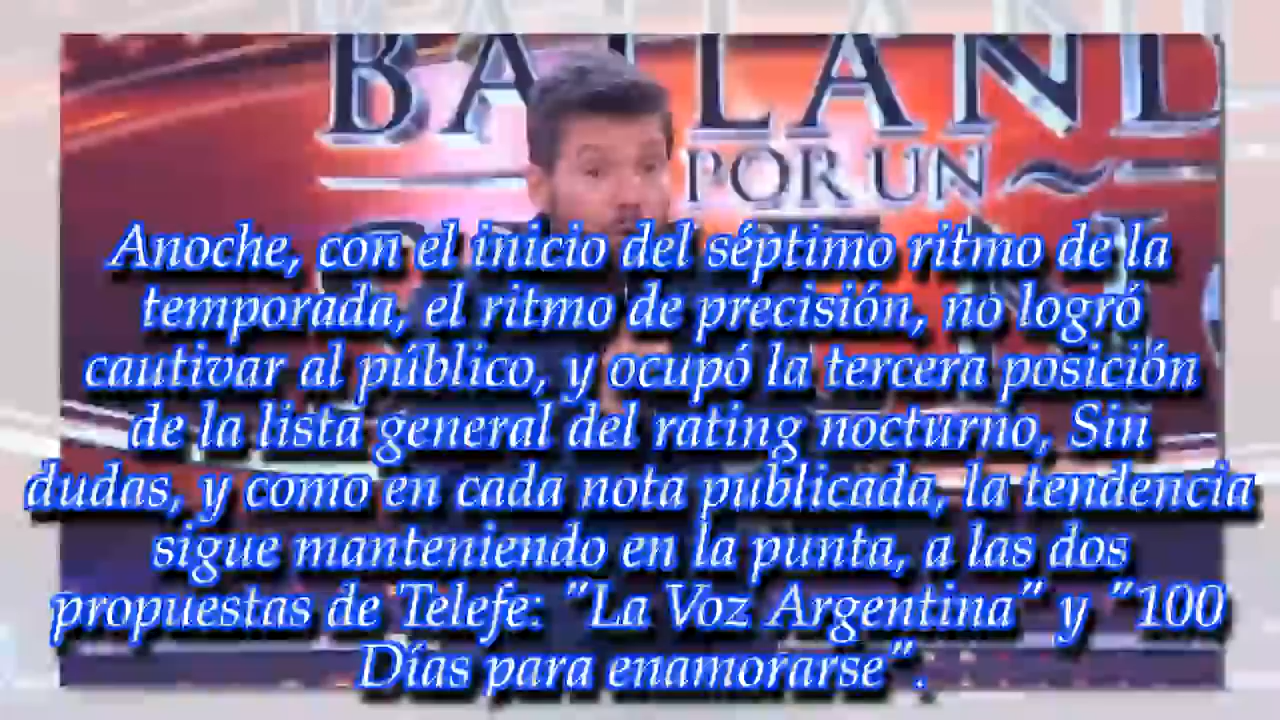 BAILAND
POR UN
Anoche, con el inicio del séptimo ritmo de la
temporada, el ritmo de precisión, no logró
cautivar al público, y ocupó la tercera posición
de la lista general del rating nocturno, Sin
dudas, y como en cada nota publicada, la tendencia
sigue manteniendo en la punta, a las dos
propuestas de Telefe: "La Voz Argentina" y "100
Días para enamorarse".